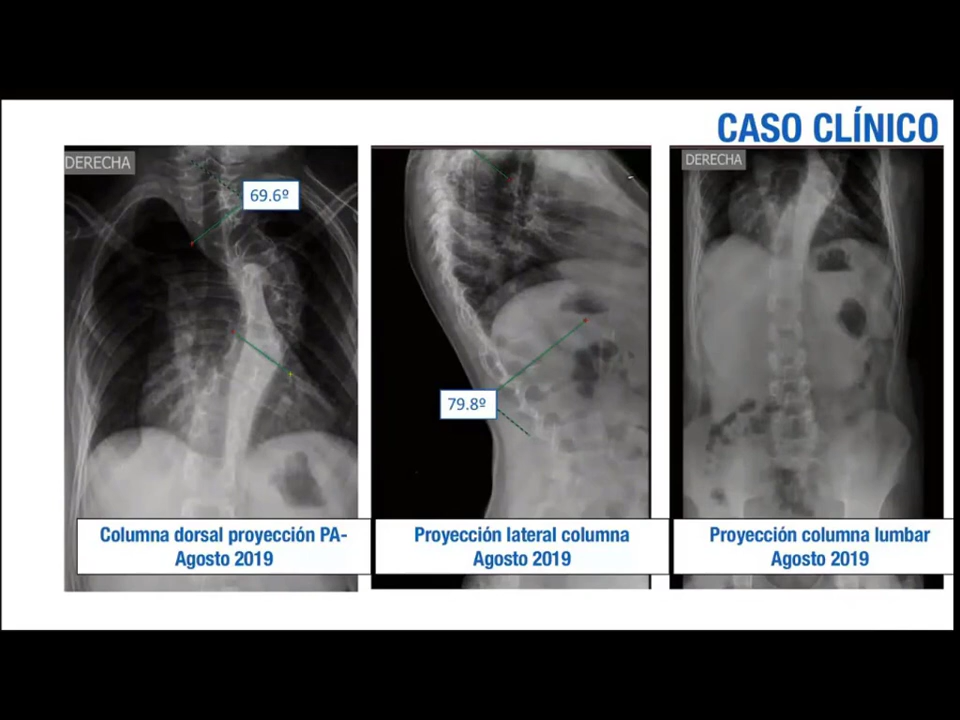 CASO CLÍNICO
DERECHA
69.6º
79.8º
DERECHA
Columna dorsal proyección PA-
Agosto 2019
Proyección lateral columna
Agosto 2019
Proyección columna lumbar
Agosto 2019